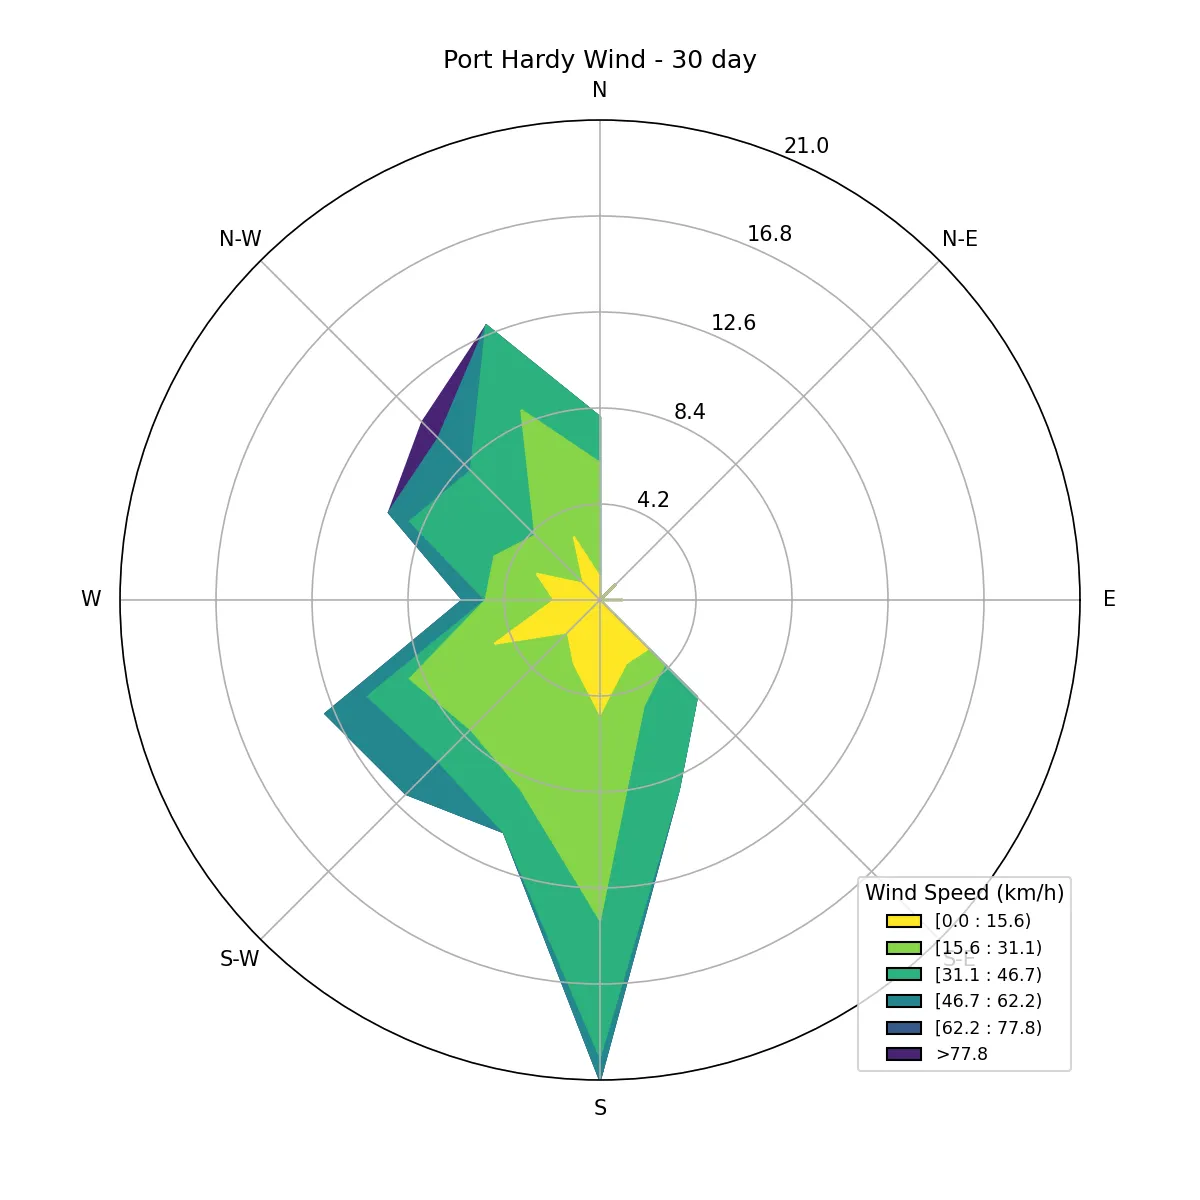 Port Hardy Wind - 30 day
N
21.0
16.8
N-W
N-E
12.6
8.4
4.2
W
E
Wind Speed (km/h)
[0.0 : 15.6)
[15.6 : 31.1)
S-W
S-E
[31.1 : 46.7)
[46.7 : 62.2)
[62.2 : 77.8)
>77.8
S